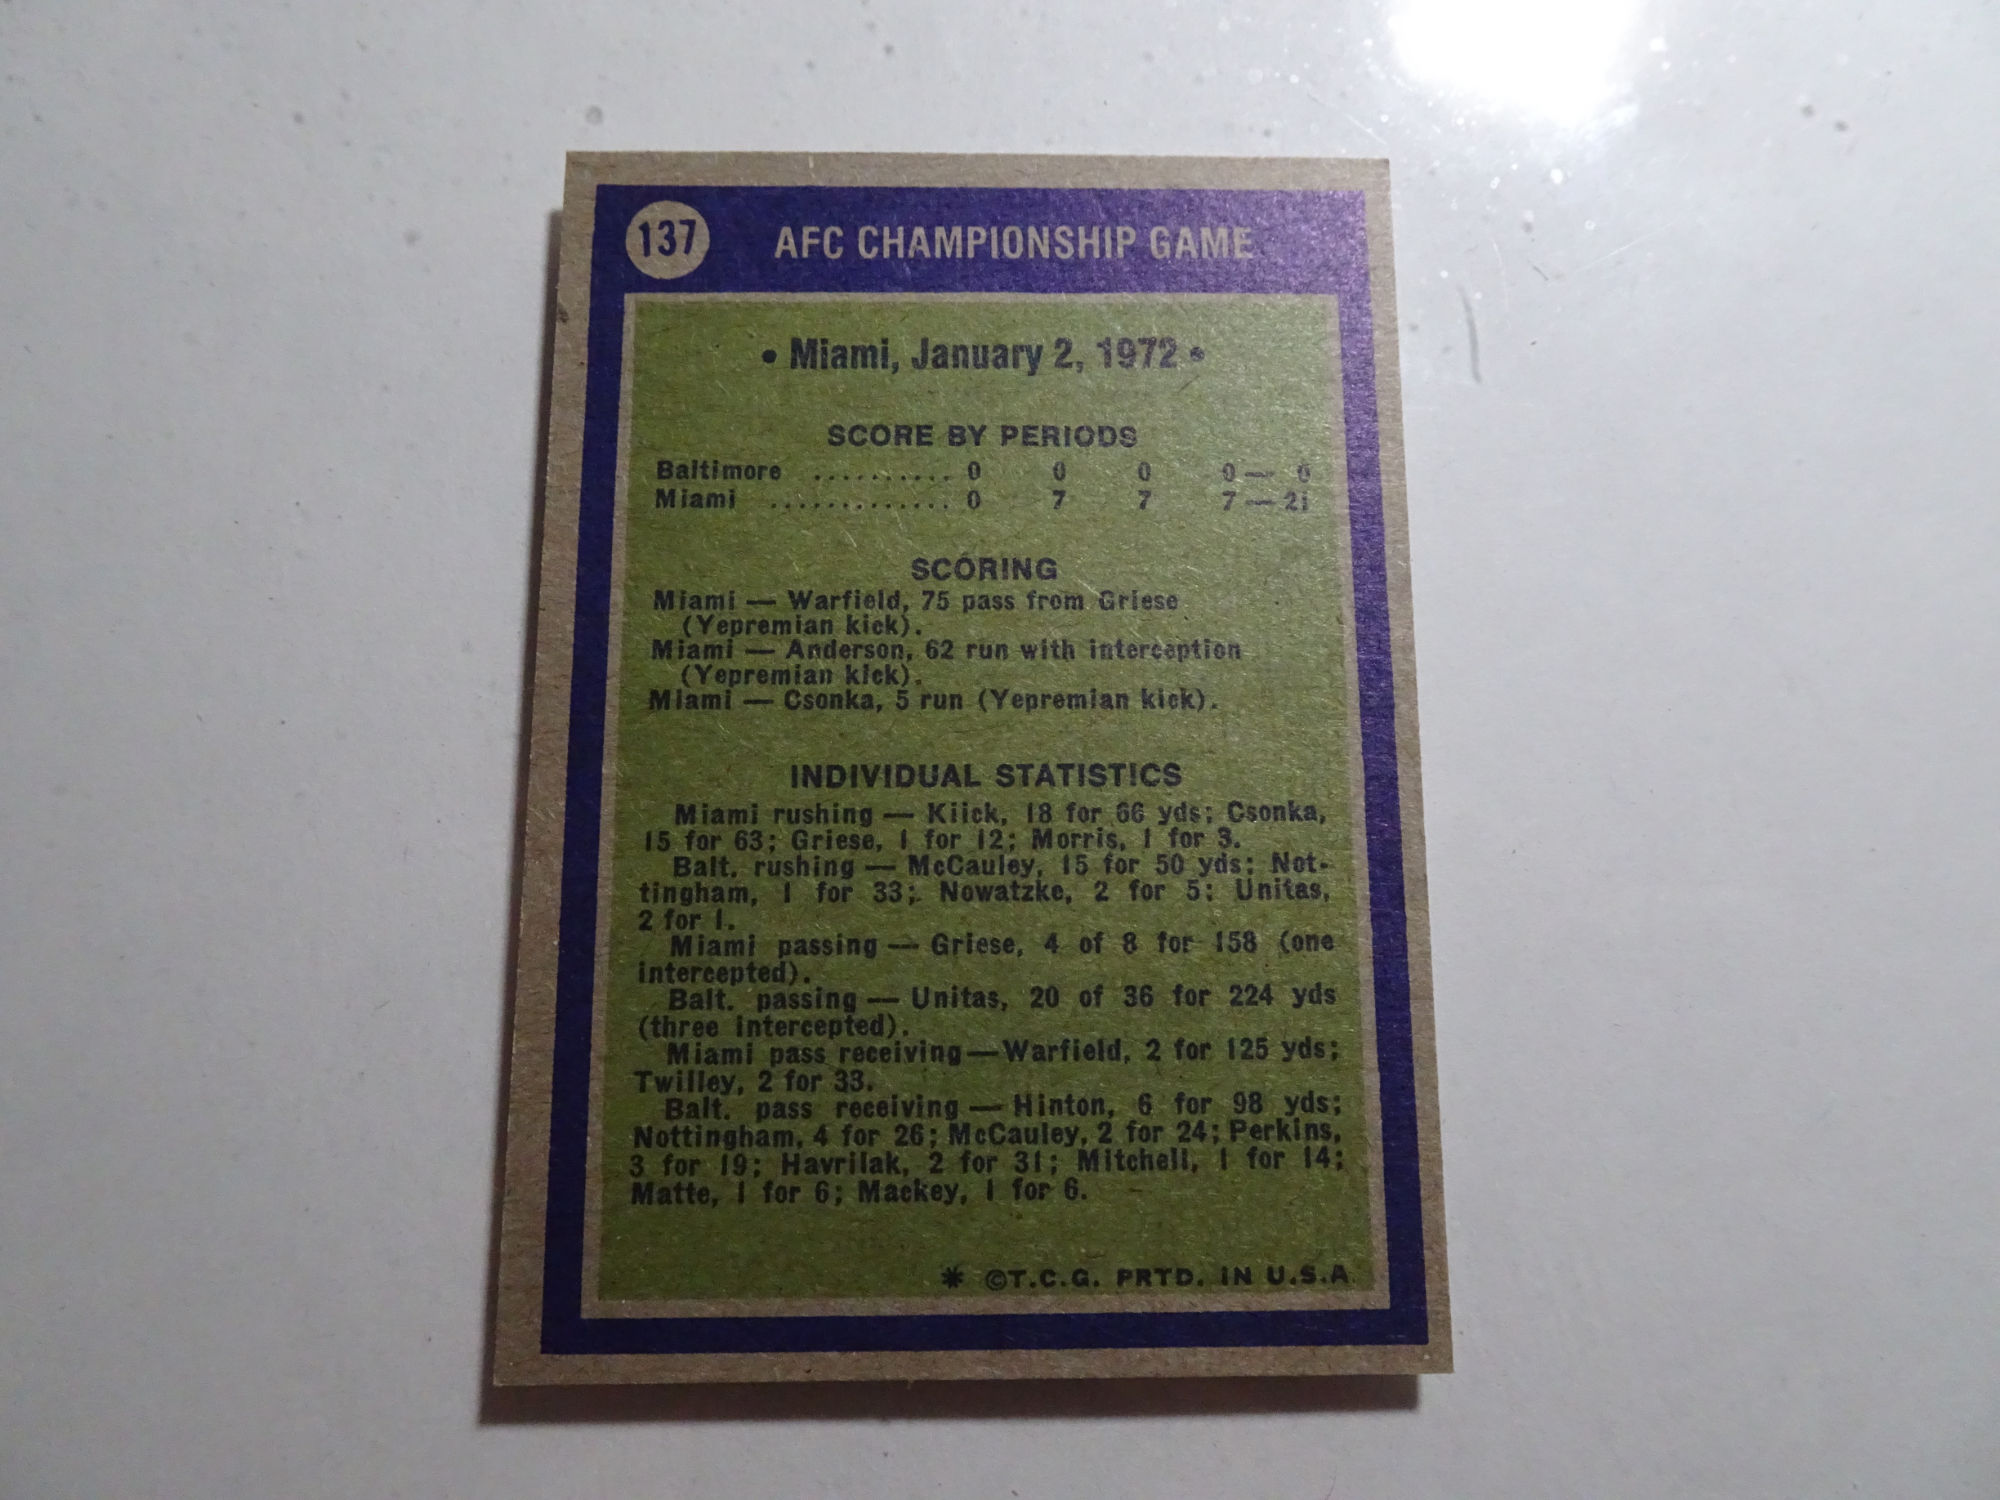 137 AFC CHAMPIONSHIP GAME
• Miami, January 2, 1972 •
SCORE BY PERIODS
Baltimore .......... 0 0 0 0 — 0
Miami ............. 0 7 7 7 — 21
SCORING
Miami — Warfield, 75 pass from Griese
(Yepremian kick).
Miami — Anderson, 62 run with interception
(Yepremian kick).
Miami — Csonka, 5 run (Yepremian kick).
INDIVIDUAL STATISTICS
Miami rushing — Kiick, 18 for 66 yds; Csonka,
15 for 63; Griese, 1 for 12; Morris, 1 for 3.
Balt. rushing — McCauley, 15 for 50 yds; Not-
tingham, 1 for 33; Nowatzke, 2 for 5; Unitas,
2 for 1.
Miami passing — Griese, 4 of 8 for 158 (one
intercepted).
Balt. passing — Unitas, 20 of 36 for 224 yds
(three intercepted).
Miami pass receiving — Warfield, 2 for 125 yds;
Twilley, 2 for 33.
Balt. pass receiving — Hinton, 6 for 98 yds;
Nottingham, 4 for 26; McCauley, 2 for 24; Perkins,
3 for 19; Havrilak, 2 for 31; Mitchell, 1 for 14;
Matte, 1 for 6; Mackey, 1 for 6.
* ©T.C.G. PRTD. IN U.S.A.